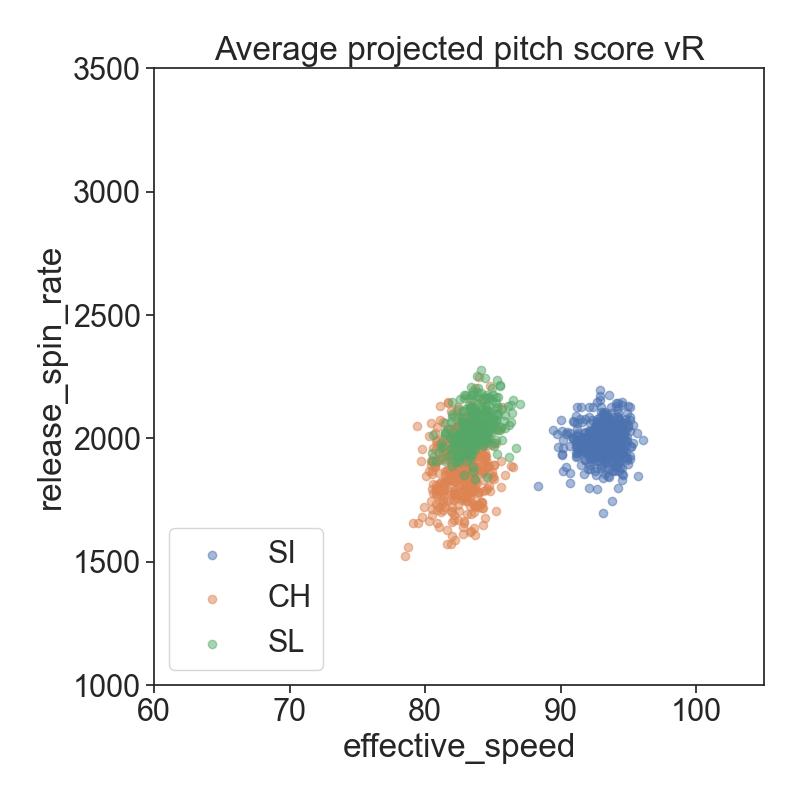 Average projected pitch score vR
3500
3000
2500
2000
1500
1000
release_spin_rate
SI
CH
SL
60
70
80
90
100
effective_speed